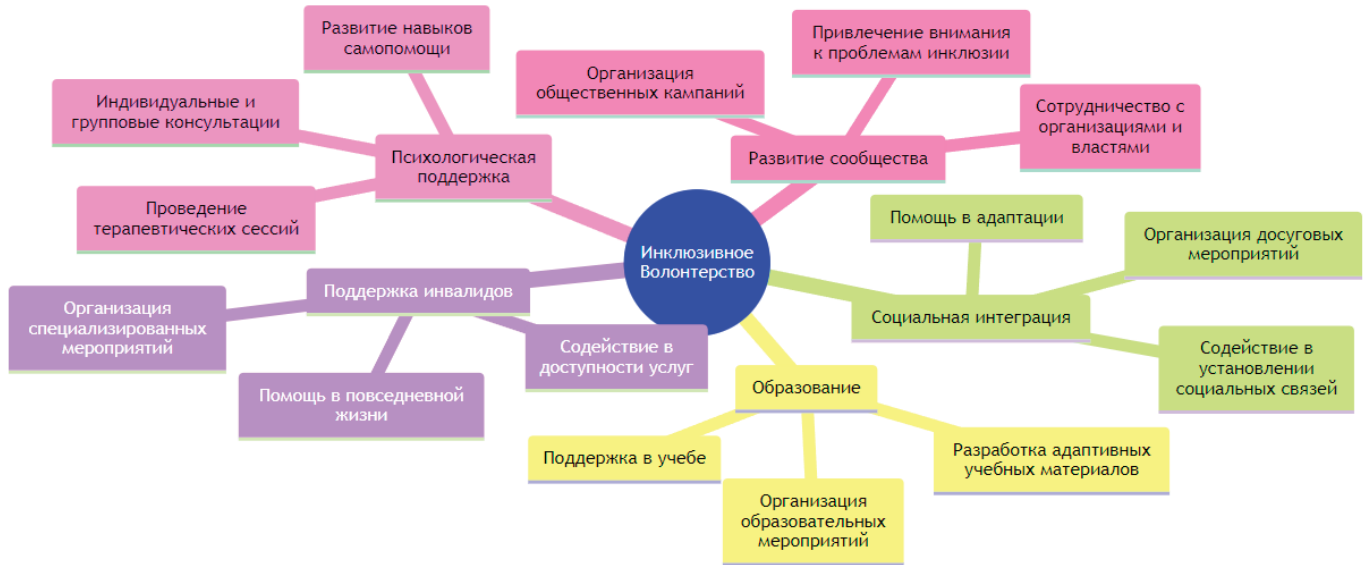 Развитие навыков
самопомощи
Индивидуальные и
групповые консультации
Проведение
терапевтических сессий
Психологическая
поддержка
Организация
общественных кампаний
Привлечение внимания
к проблемам инклюзии
Сотрудничество с
организациями и
властями
Развитие сообщества
Инклюзивное
Волонтерство
Поддержка инвалидов
Организация
специализированных
мероприятий
Помощь в повседневной
жизни
Содействие в
доступности услуг
Помощь в адаптации
Организация досуговых
мероприятий
Социальная интеграция
Содействие в
установлении
социальных связей
Образование
Поддержка в учебе
Организация
образовательных
мероприятий
Разработка адаптивных
учебных материалов